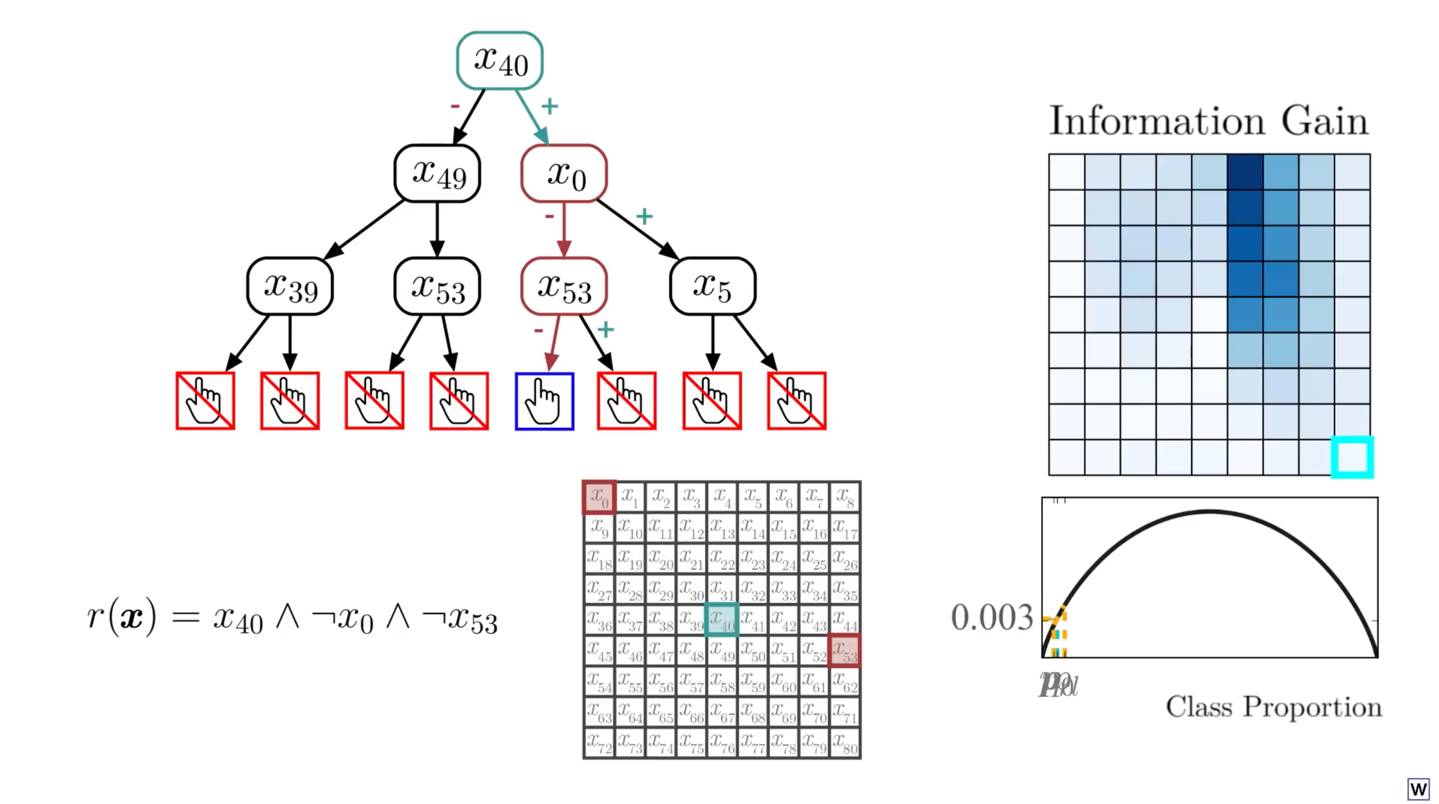 x₄₀
- +
x₄₉ x₀
- +
x₃₉ x₅₃ x₅₃ x₅
- +
Information Gain
x₀ x₁ x₂ x₃ x₄ x₅ x₆ x₇ x₈
x₉ x₁₀ x₁₁ x₁₂ x₁₃ x₁₄ x₁₅ x₁₆ x₁₇
x₁₈ x₁₉ x₂₀ x₂₁ x₂₂ x₂₃ x₂₄ x₂₅ x₂₆
x₂₇ x₂₈ x₂₉ x₃₀ x₃₁ x₃₂ x₃₃ x₃₄ x₃₅
x₃₆ x₃₇ x₃₈ x₃₉ x₄₀ x₄₁ x₄₂ x₄₃ x₄₄
x₄₅ x₄₆ x₄₇ x₄₈ x₄₉ x₅₀ x₅₁ x₅₂ x₅₃
x₅₄ x₅₅ x₅₆ x₅₇ x₅₈ x₅₉ x₆₀ x₆₁ x₆₂
x₆₃ x₆₄ x₆₅ x₆₆ x₆₇ x₆₈ x₆₉ x₇₀ x₇₁
x₇₂ x₇₃ x₇₄ x₇₅ x₇₆ x₇₇ x₇₈ x₇₉ x₈₀
r(x) = x₄₀ ∧ ¬x₀ ∧ ¬x₅₃
0.003
Class Proportion
W